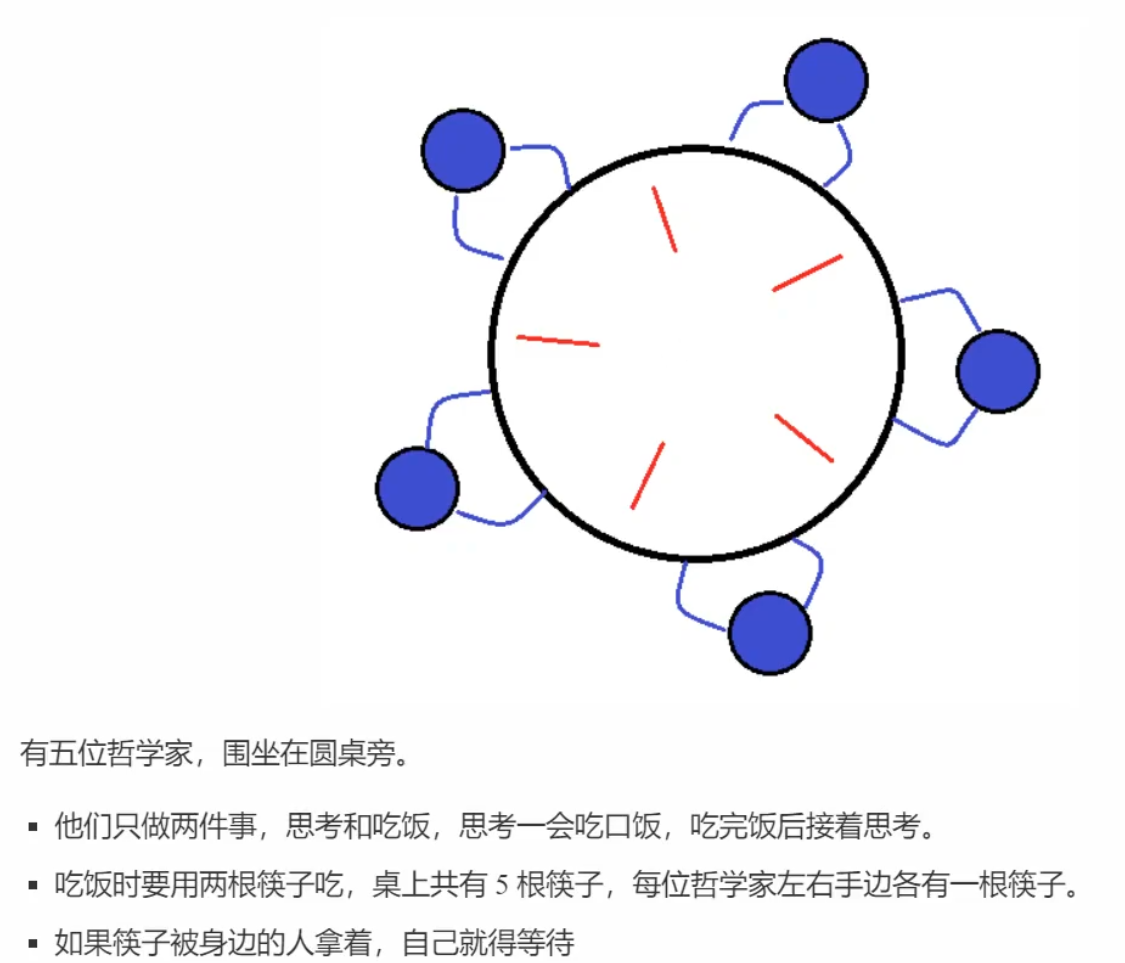 有五位哲学家，围坐在圆桌旁。
▪ 他们只做两件事，思考和吃饭，思考一会吃口饭，吃完饭后接着思考。
▪ 吃饭时要用两根筷子吃，桌上共有 5 根筷子，每位哲学家左右手边各有一根筷子。
▪ 如果筷子被身边的人拿着，自己就得等待